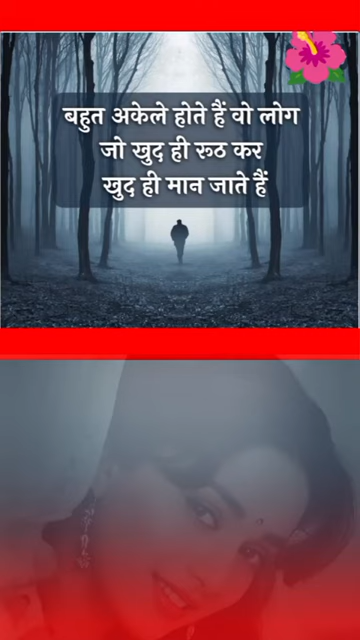 बहुत अकेले होते हैं वो लोग
जो खुद ही रुठ कर
खुद ही मान जाते हैं